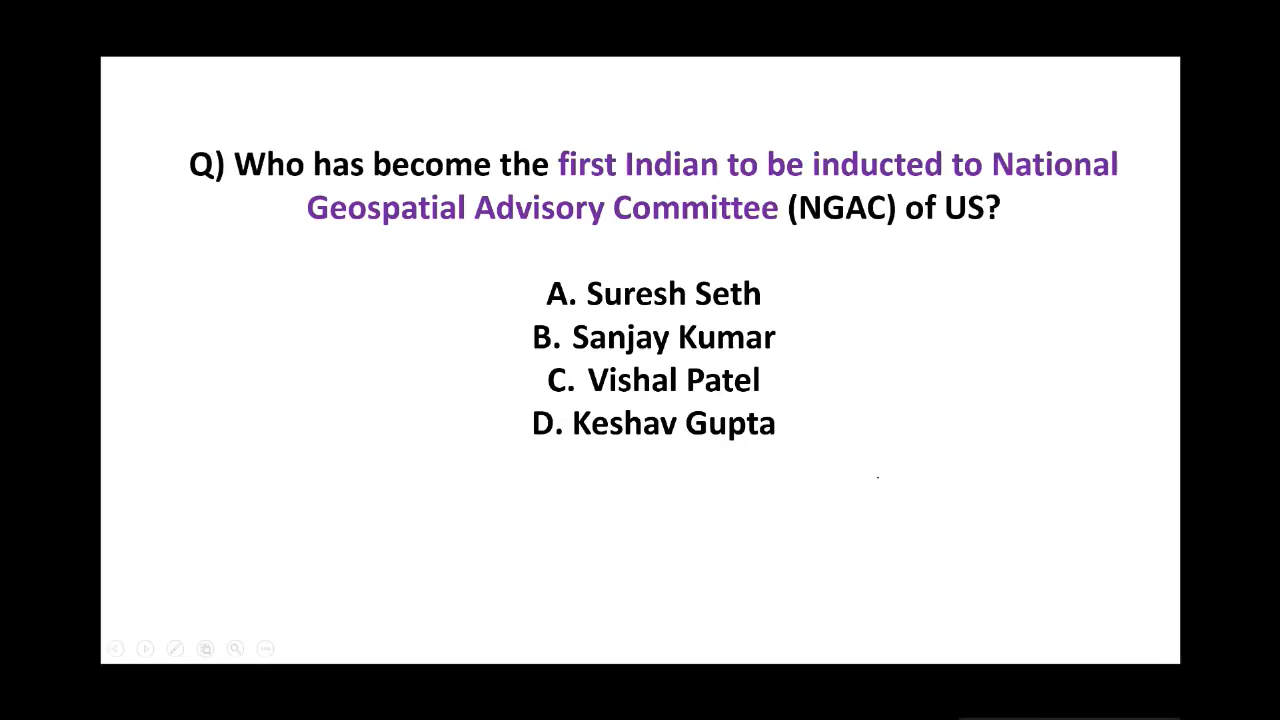 Q) Who has become the first Indian to be inducted to National
Geospatial Advisory Committee (NGAC) of US?
A. Suresh Seth
B. Sanjay Kumar
C. Vishal Patel
D. Keshav Gupta